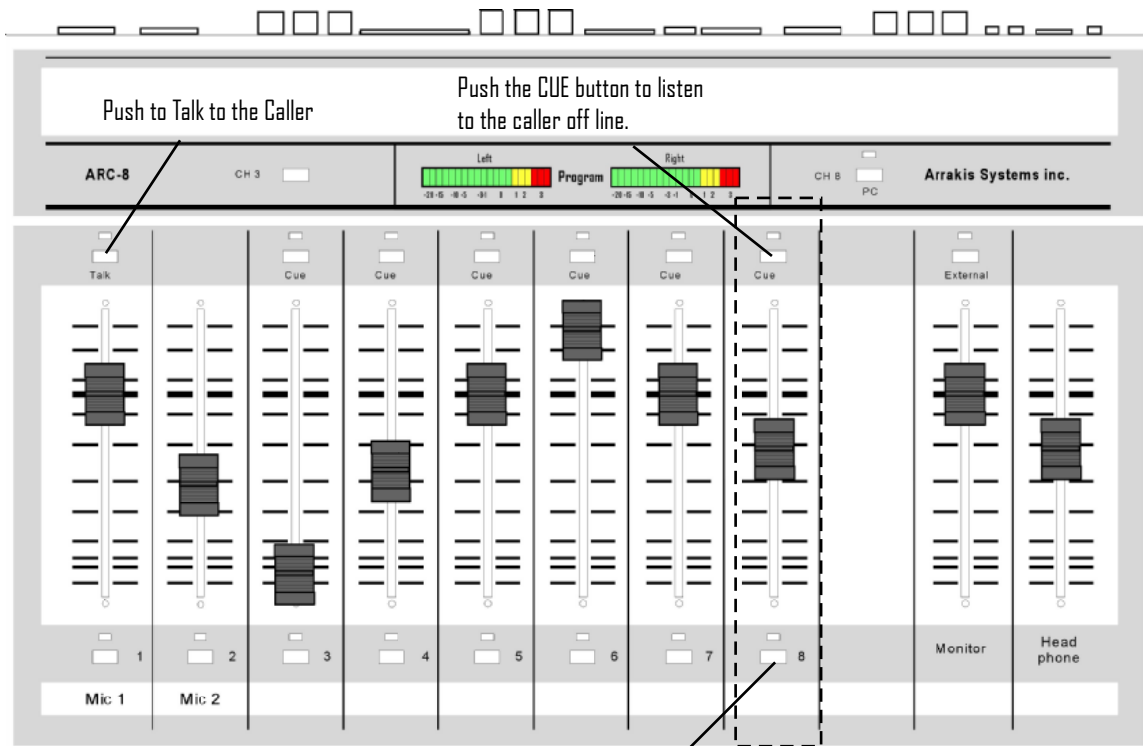 Push to Talk to the Caller
Push the CUE button to listen
to the caller off line.
ARC-8
CH 3
Left
Program
Right
CH 8
PC
Arrakis Systems inc.
Talk
Cue
Cue
Cue
Cue
Cue
Cue
External
1
2
3
4
5
6
7
8
Monitor
Head
phone
Mic 1
Mic 2